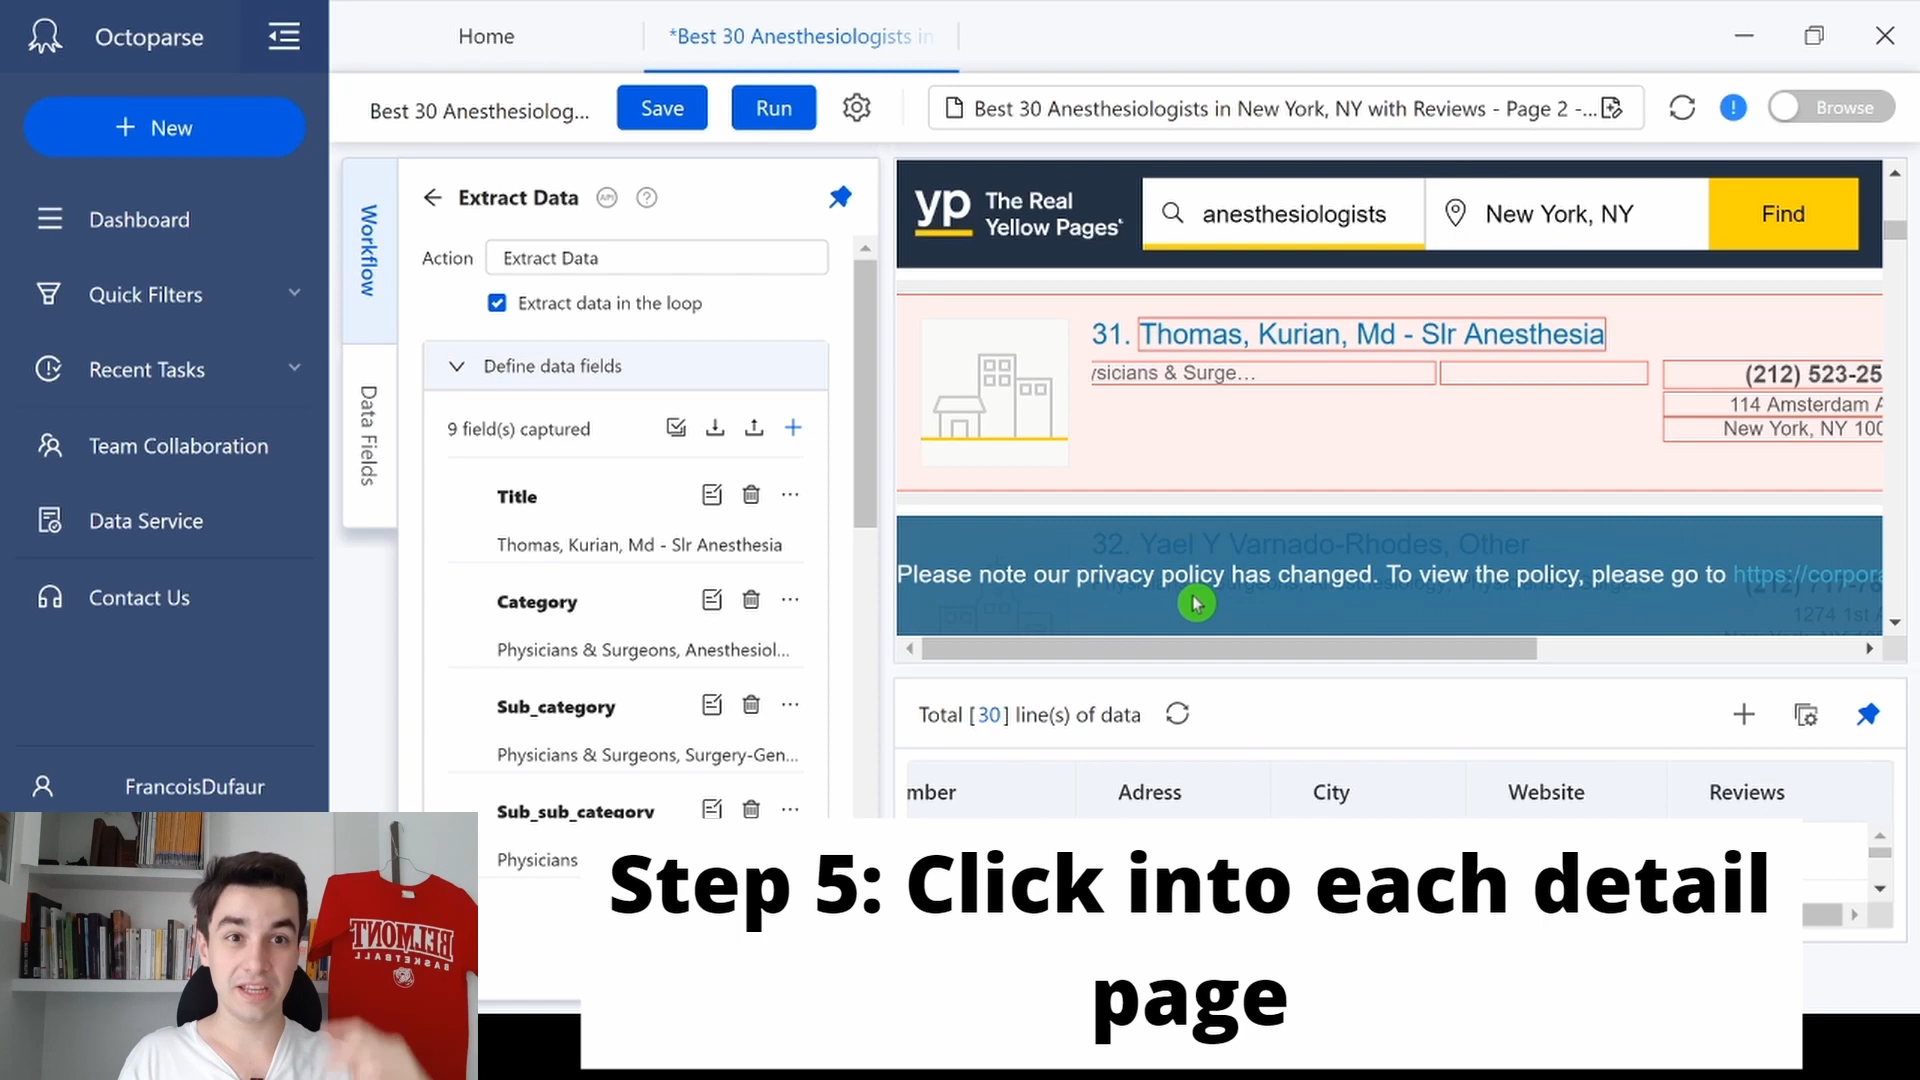 Octoparse
Home
*Best 30 Anesthesiologists in
New
Best 30 Anesthesiolog...
Save
Run
Best 30 Anesthesiologists in New York, NY with Reviews - Page 2 -...
Browse
Dashboard
Quick Filters
Recent Tasks
Team Collaboration
Data Service
Contact Us
FrancoisDufaur
Workflow
Data Fields
Extract Data
API
?
Action
Extract Data
Extract data in the loop
Define data fields
9 field(s) captured
Title
Thomas, Kurian, Md - Slr Anesthesia
Category
Physicians & Surgeons, Anesthesiol...
Sub_category
Physicians & Surgeons, Surgery-Gen...
Sub_sub_category
Physicians
yp The Real
Yellow Pages
anesthesiologists
New York, NY
Find
31. Thomas, Kurian, Md - Slr Anesthesia
ysicians & Surge...
(212) 523-25
114 Amsterdam A
New York, NY 100
32. Yael Y Varnado-Rhodes, Other
Please note our privacy policy has changed. To view the policy, please go to https://corpora
1274 1st
Total [30] line(s) of data
mber
Adress
City
Website
Reviews
Step 5: Click into each detail
page
BELMONT
BASKETBALL